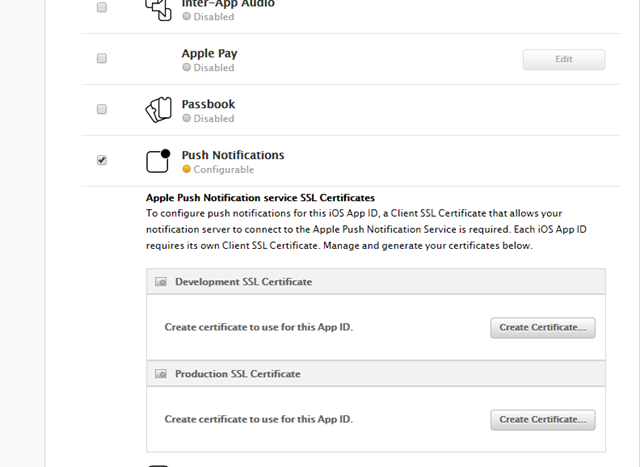 Inter-App Audio
Disabled
Apple Pay
Disabled
Edit
Passbook
Disabled
Push Notifications
Configurable
Apple Push Notification service SSL Certificates
To configure push notifications for this iOS App ID, a Client SSL Certificate that allows your
notification server to connect to the Apple Push Notification Service is required. Each iOS App ID
requires its own Client SSL Certificate. Manage and generate your certificates below.
Development SSL Certificate
Create certificate to use for this App ID.
Create Certificate...
Production SSL Certificate
Create certificate to use for this App ID.
Create Certificate...